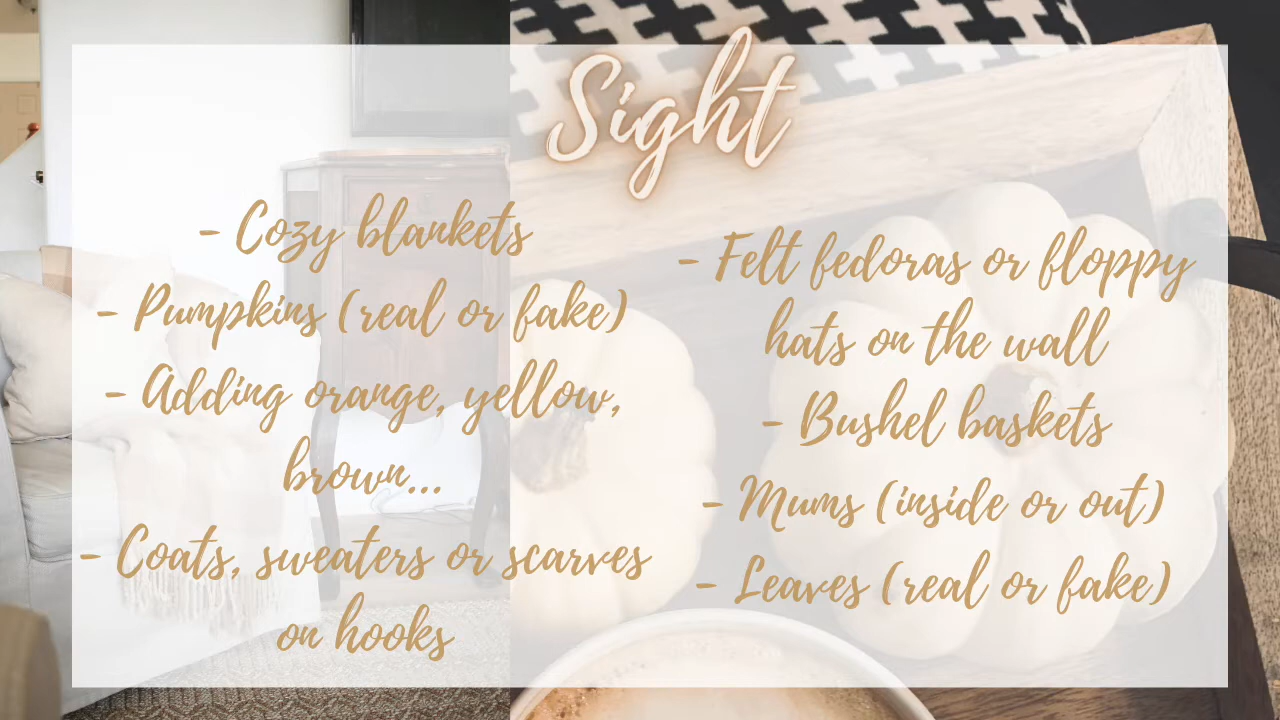 Sight
- Cozy blankets
- Pumpkins (real or fake)
- Adding orange, yellow,
brown...
- Coats, sweaters or scarves
on hooks
- Felt fedoras or floppy
hats on the wall
- Bushel baskets
- Mums (inside or out)
- Leaves (real or fake)